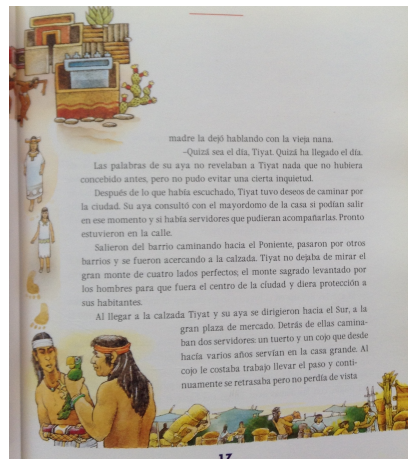 madre la dejó hablando con la vieja nana.
–Quizá sea el día, Tiyat. Quizá ha llegado el día.
Las palabras de su aya no revelaban a Tiyat nada que no hubiera
concebido antes, pero no pudo evitar una cierta inquietud.
Después de lo que había escuchado, Tiyat tuvo deseos de caminar por
la ciudad. Su aya consultó con el mayordomo de la casa si podían salir
en ese momento y si había servidores que pudieran acompañarlas. Pronto
estuvieron en la calle.
Salieron del barrio caminando hacia el Poniente, pasaron por otros
barrios y se fueron acercando a la calzada. Tiyat no dejaba de mirar el
gran monte de cuatro lados perfectos; el monte sagrado levantado por
los hombres para que fuera el centro de la ciudad y diera protección a
sus habitantes.
Al llegar a la calzada Tiyat y su aya se dirigieron hacia el Sur, a la
gran plaza de mercado. Detrás de ellas camina-
ban dos servidores: un tuerto y un cojo que desde
hacía varios años servían en la casa grande. Al
cojo le costaba trabajo llevar el paso y conti-
nuamente se retrasaba pero no perdía de vista